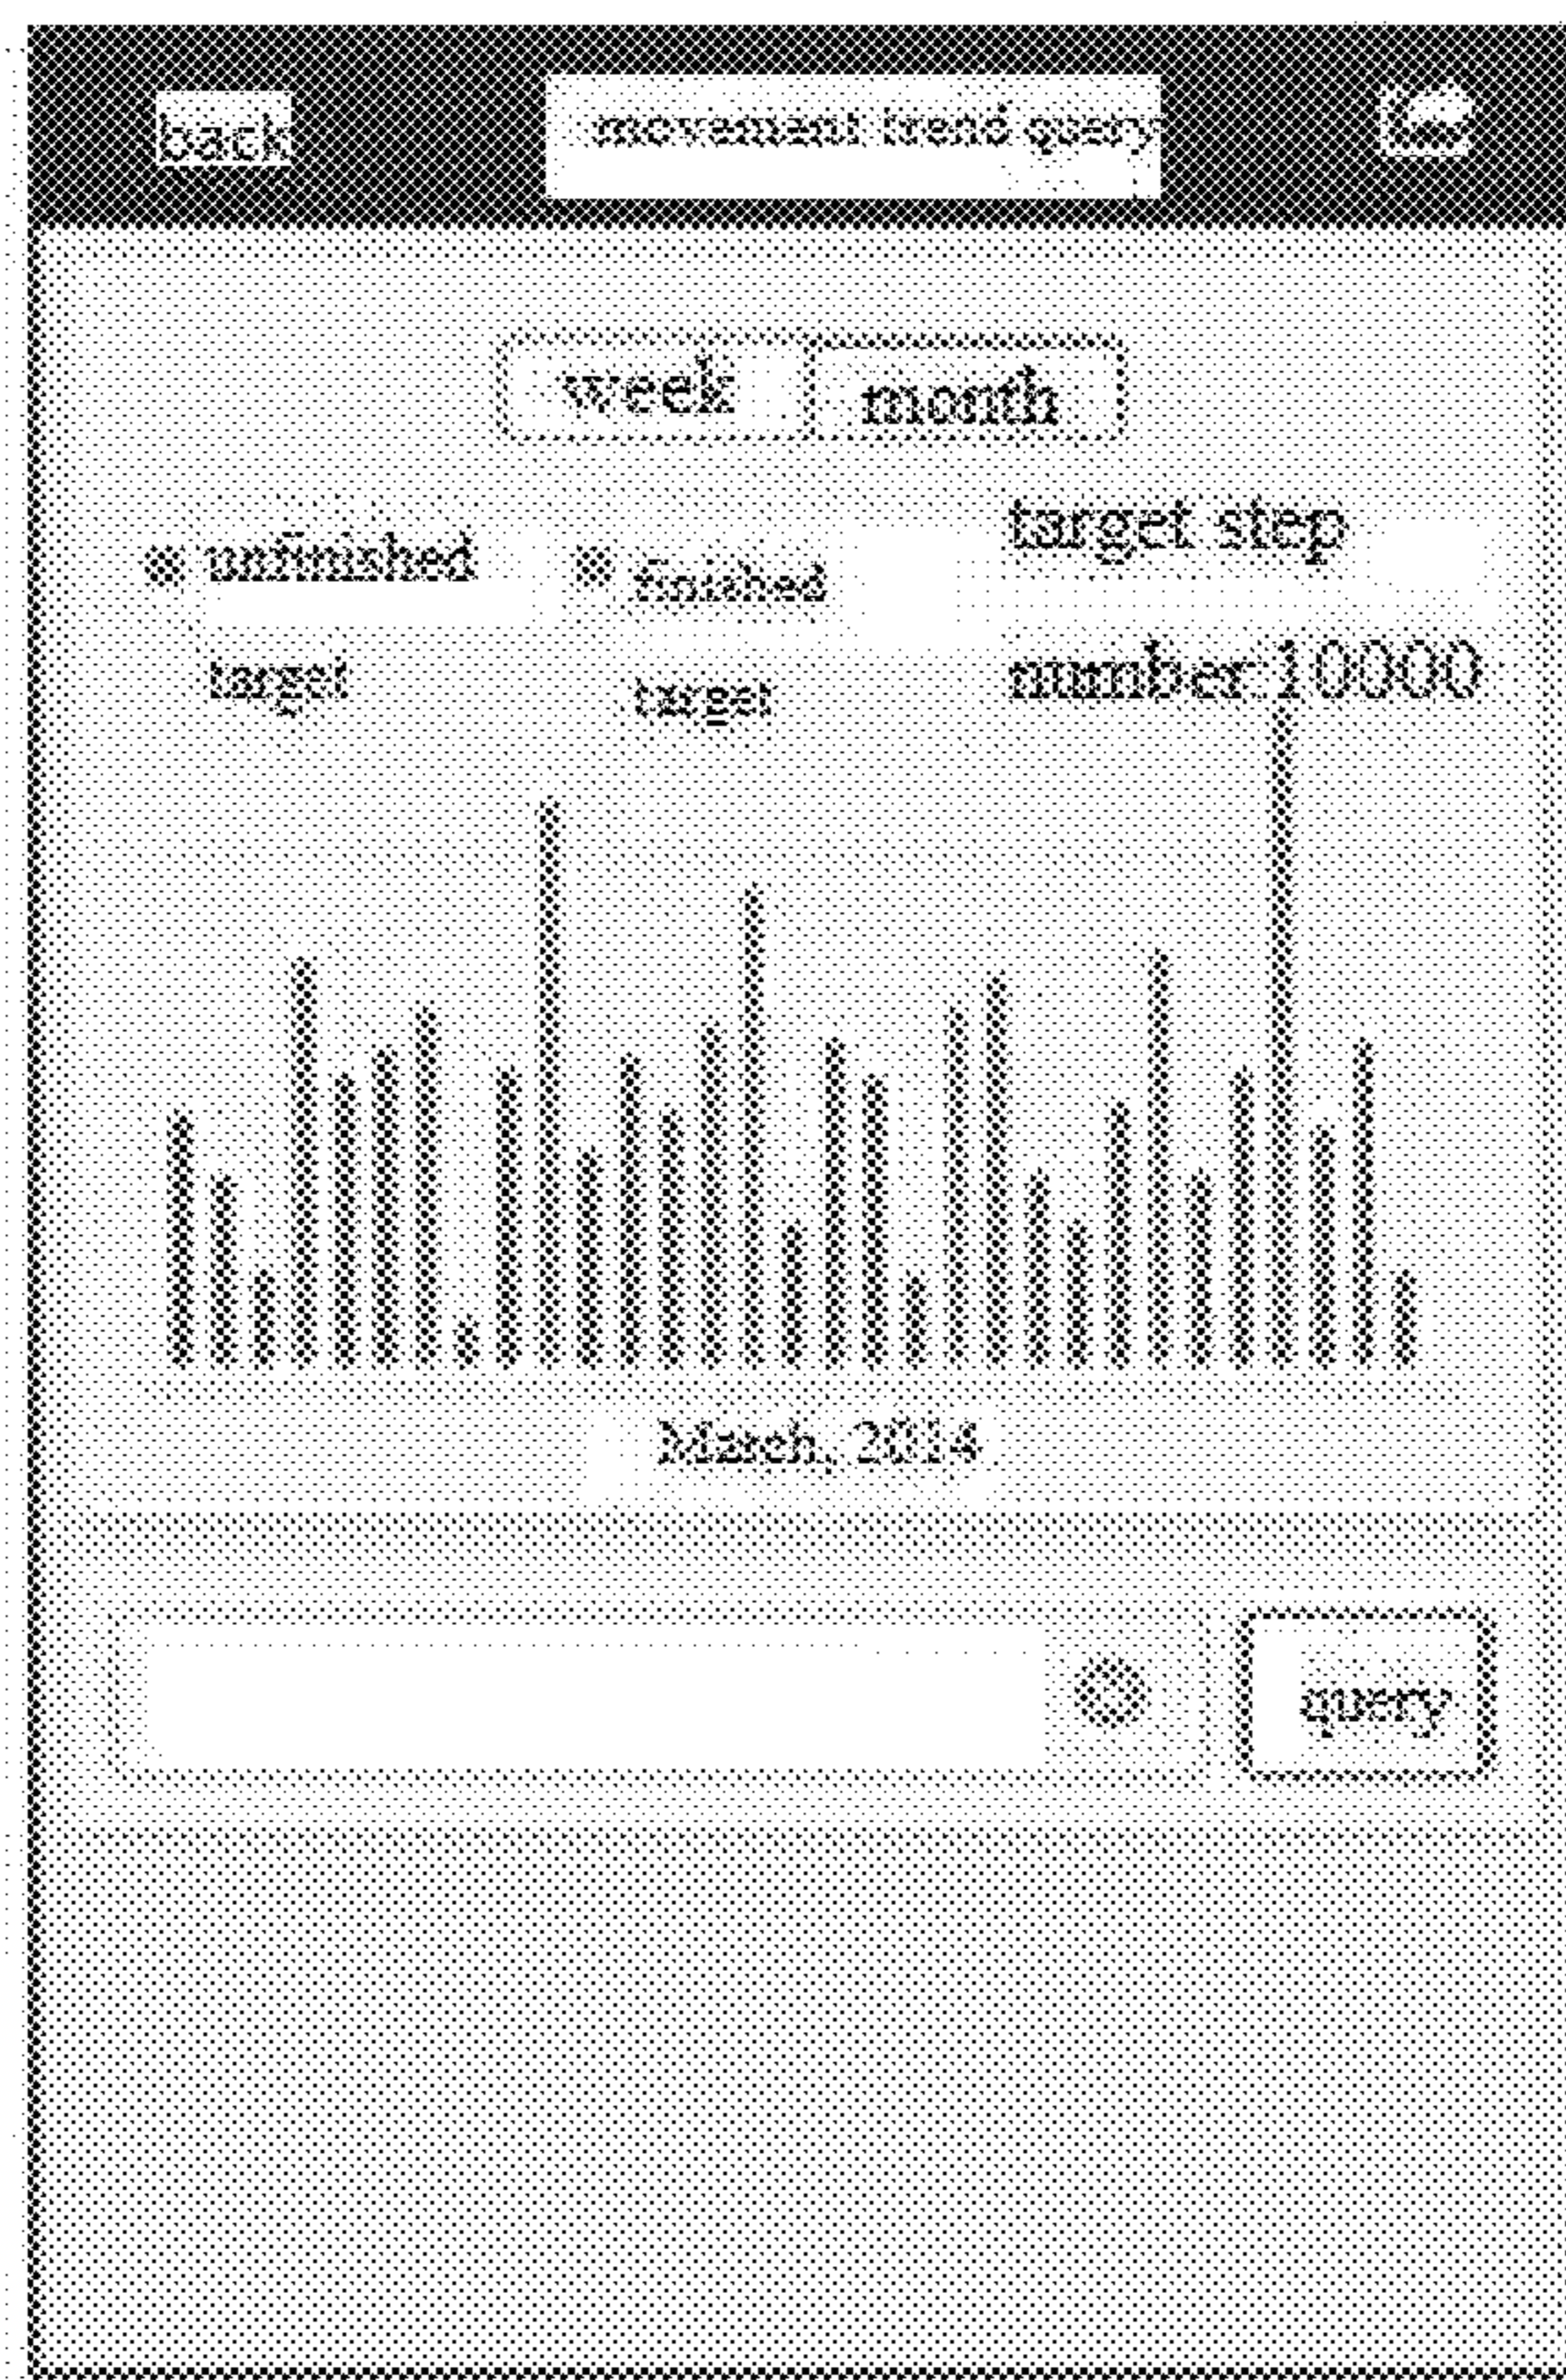 back
movement trend query
week
month
unfinished
target
finished
target
target step
number:10000
March, 2014
query